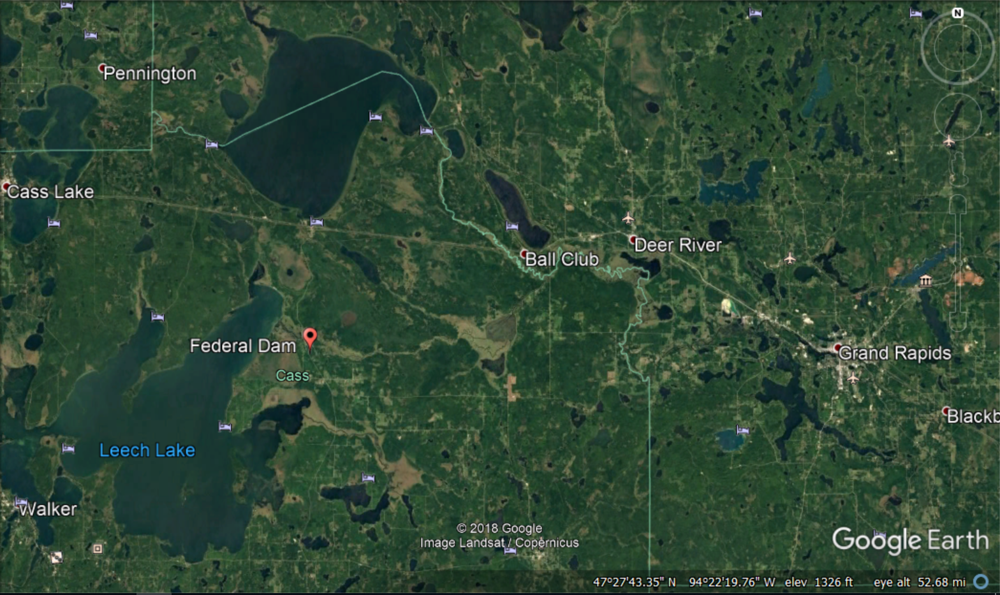 N
Pennington
Cass Lake
Deer River
Ball Club
Federal Dam
Grand Rapids
Cass
Blackb
Leech Lake
Walker
© 2018 Google
Image Landsat / Copernicus
Google Earth
47°27'43.35" N 94°22'19.76" W elev 1326 ft eye alt 52.68 mi